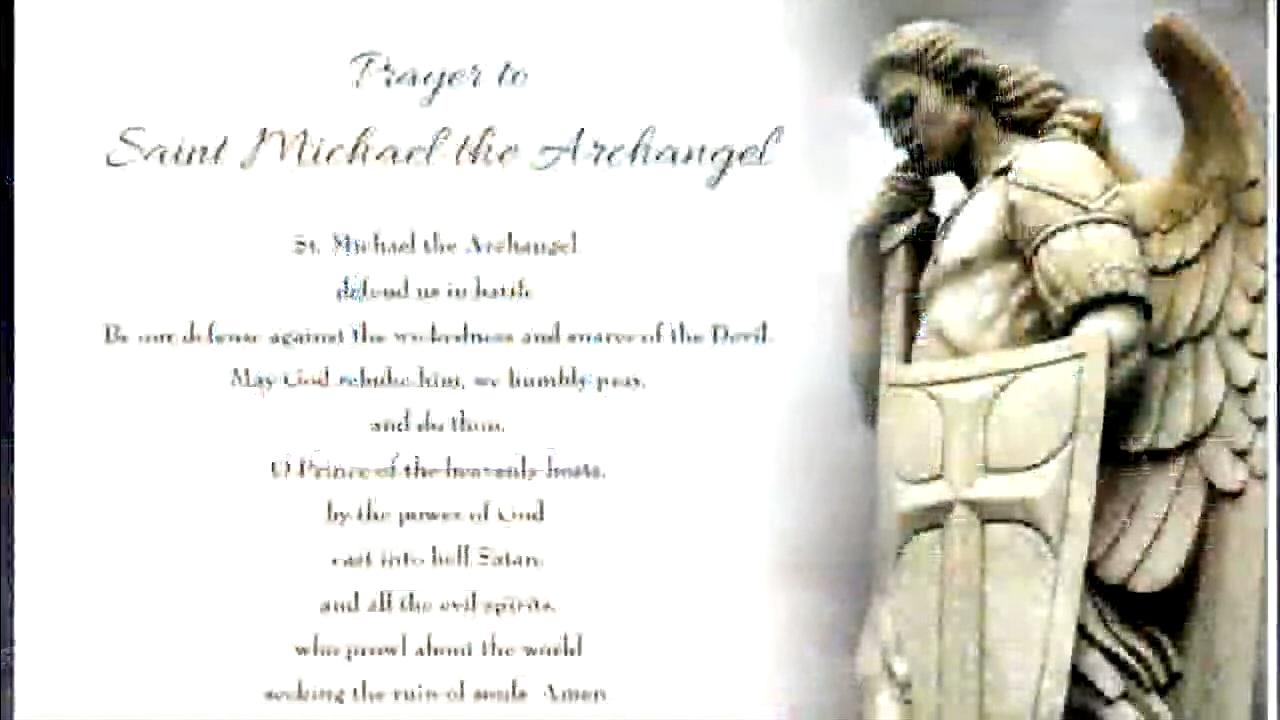 Prayer to
Saint Michael the Archangel
St. Michael the Archangel
defend us in battle
Be our defense against the wickedness and snares of the Devil.
May God rebuke him, we humbly pray,
and do thou,
O Prince of the heavenly hosts,
by the power of God
cast into hell Satan,
and all the evil spirits,
who prowl about the world
seeking the ruin of souls. Amen